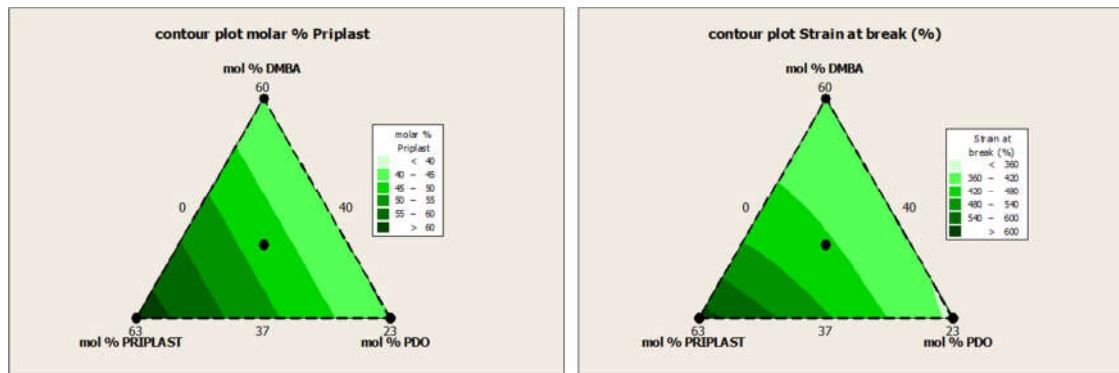 contour plot molar % Priplast
mol % DMBA
60
molar %
Priplast
< 40
40 – 45
45 – 50
50 – 55
55 – 60
> 60
0
40
63
37
23
mol % PRIPLAST
mol % PDO
contour plot Strain at break (%)
mol % DMBA
60
Strain at
break (%)
< 360
360 – 420
420 – 480
480 – 540
540 – 600
> 600
0
40
63
37
23
mol % PRIPLAST
mol % PDO